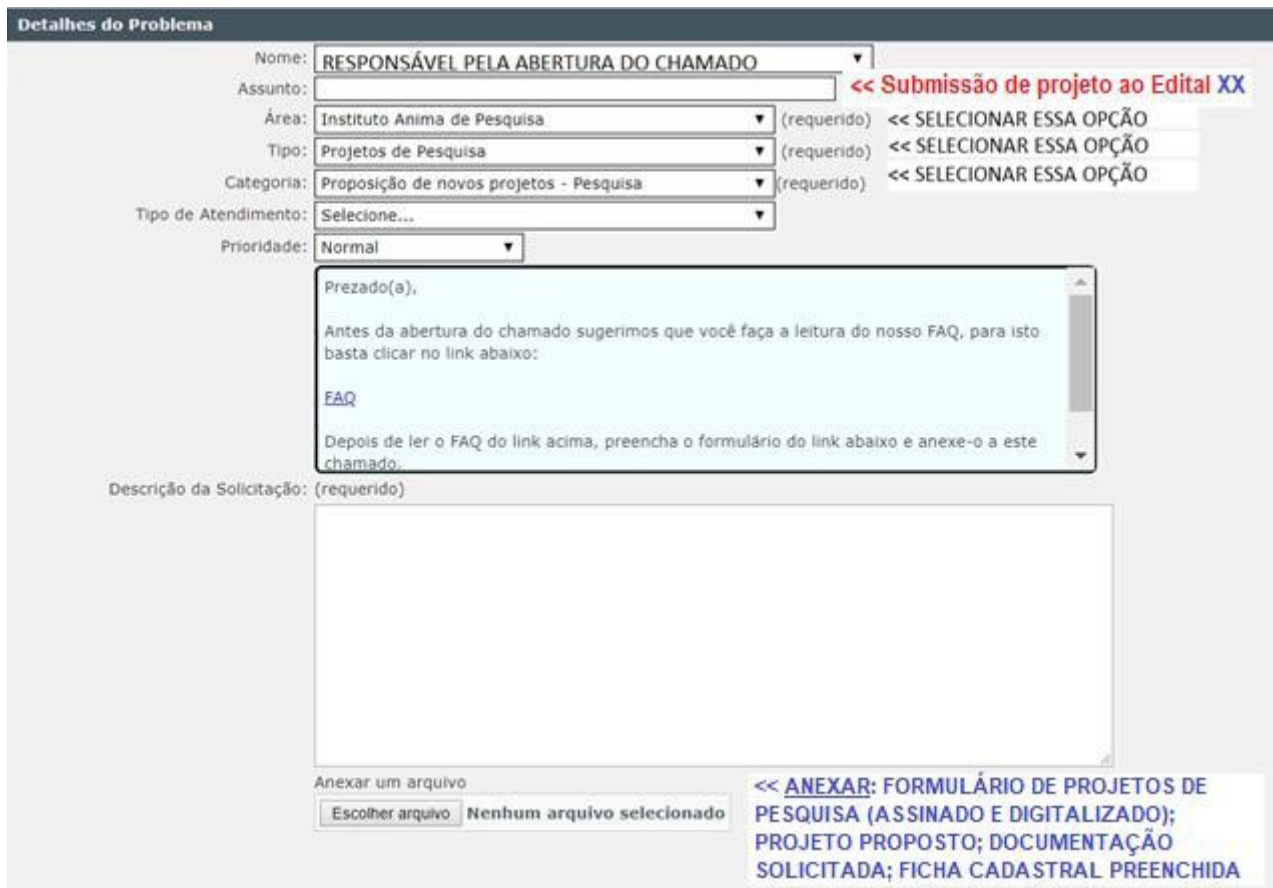 Detalhes do Problema
Nome: RESPONSÁVEL PELA ABERTURA DO CHAMADO
Assunto: << Submissão de projeto ao Edital XX
Área: Instituto Anima de Pesquisa (requerido) << SELECIONAR ESSA OPÇÃO
Tipo: Projetos de Pesquisa (requerido) << SELECIONAR ESSA OPÇÃO
Categoria: Proposição de novos projetos - Pesquisa (requerido) << SELECIONAR ESSA OPÇÃO
Tipo de Atendimento: Selecione...
Prioridade: Normal
Prezado(a),
Antes da abertura do chamado sugerimos que você faça a leitura do nosso FAQ, para isto
basta clicar no link abaixo:
FAQ
Depois de ler o FAQ do link acima, preencha o formulário do link abaixo e anexe-o a este
chamado.
Descrição da Solicitação: (requerido)
Anexar um arquivo
Escolher arquivo Nenhum arquivo selecionado
<< ANEXAR: FORMULÁRIO DE PROJETOS DE
PESQUISA (ASSINADO E DIGITALIZADO);
PROJETO PROPOSTO; DOCUMENTAÇÃO
SOLICITADA; FICHA CADASTRAL PREENCHIDA